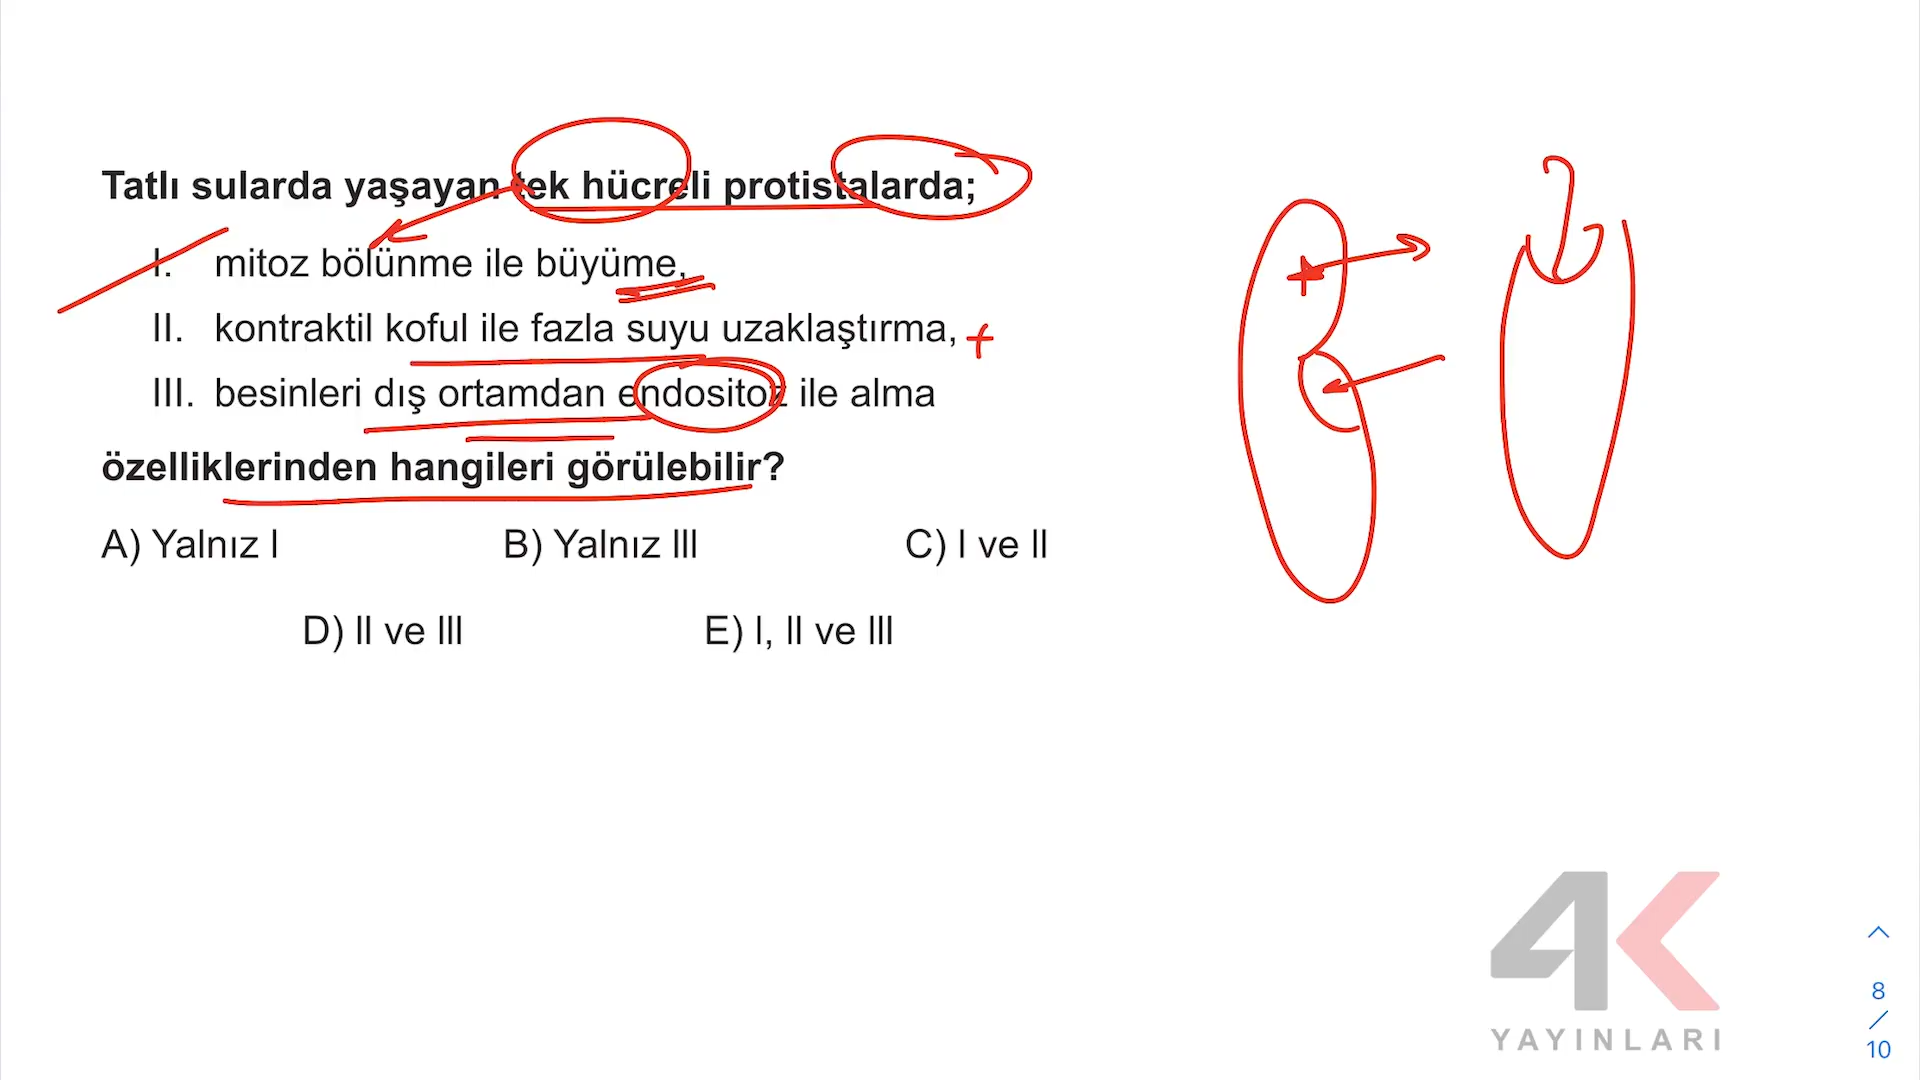 Tatlı sularda yaşayan tek hücreli protistalarda;
I. mitoz bölünme ile büyüme,
II. kontraktil koful ile fazla suyu uzaklaştırma, +
III. besinleri dış ortamdan endositoz ile alma
özelliklerinden hangileri görülebilir?
A) Yalnız I B) Yalnız III C) I ve II
D) II ve III E) I, II ve III
4K
YAYINLARI
8
/
10